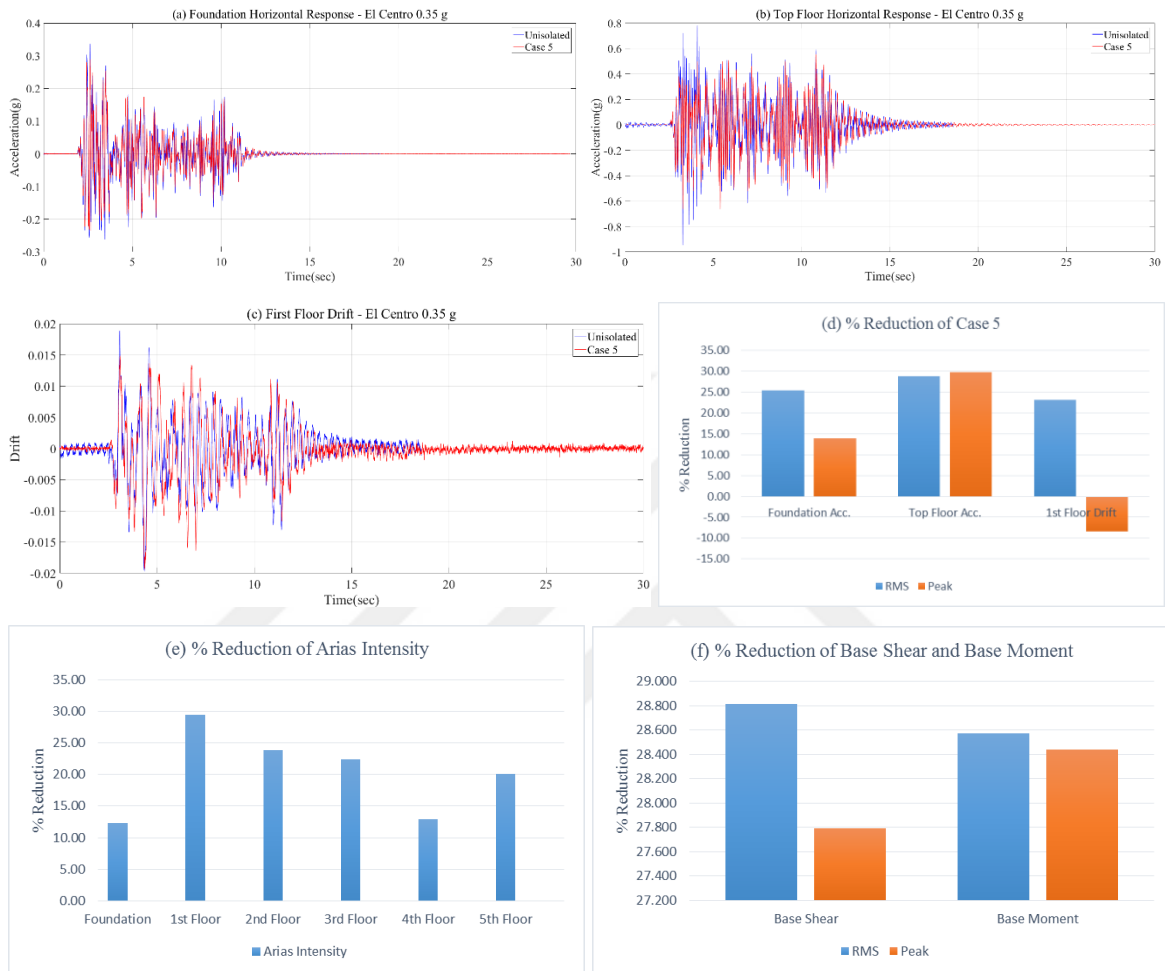 (a) Foundation Horizontal Response - El Centro 0.35 g
Unisolated
Case 5
Acceleration(g)
0.4
0.3
0.2
0.1
0
-0.1
-0.2
-0.3
0 5 10 15 20 25 30
Time(sec)
(b) Top Floor Horizontal Response - El Centro 0.35 g
Unisolated
Case 5
Acceleration(g)
0.8
0.6
0.4
0.2
0
-0.2
-0.4
-0.6
-0.8
-1
0 5 10 15 20 25 30
Time(sec)
(c) First Floor Drift - El Centro 0.35 g
Unisolated
Case 5
Drift
0.02
0.015
0.01
0.005
0
-0.005
-0.01
-0.015
-0.02
0 5 10 15 20 25 30
Time(sec)
(d) % Reduction of Case 5
% Reduction
35.00
30.00
25.00
20.00
15.00
10.00
5.00
0.00
-5.00
-10.00
-15.00
Foundation Acc. Top Floor Acc. 1st Floor Drift
RMS Peak
(e) % Reduction of Arias Intensity
% Reduction
35.00
30.00
25.00
20.00
15.00
10.00
5.00
0.00
Foundation 1st Floor 2nd Floor 3rd Floor 4th Floor 5th Floor
Arias Intensity
(f) % Reduction of Base Shear and Base Moment
% Reduction
29.000
28.800
28.600
28.400
28.200
28.000
27.800
27.600
27.400
27.200
Base Shear Base Moment
RMS Peak